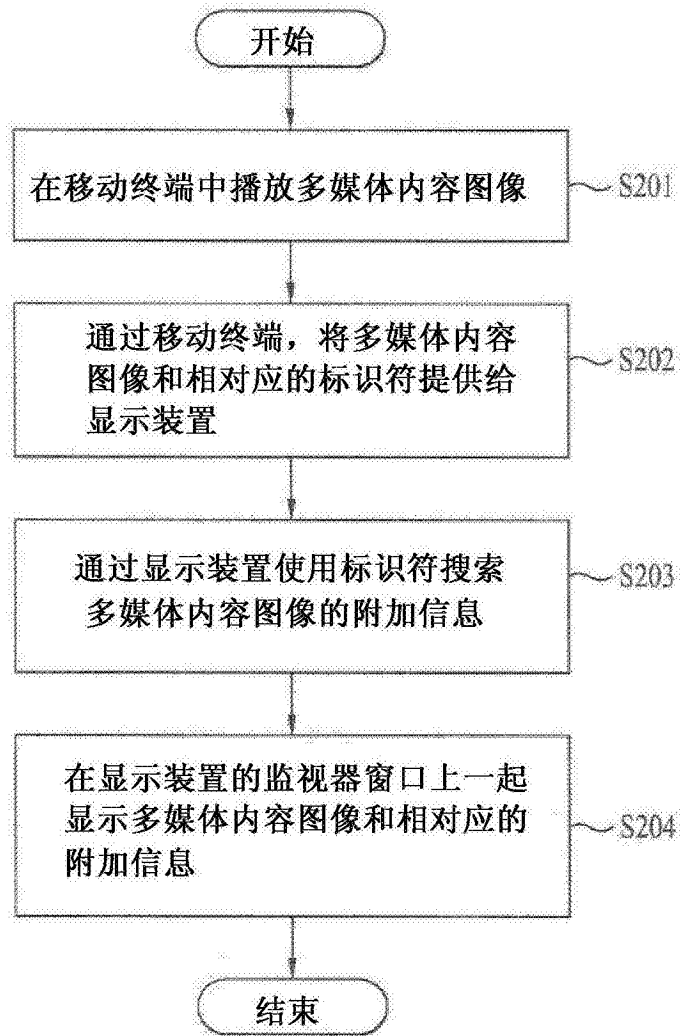 开始
在移动终端中播放多媒体内容图像
S201
通过移动终端，将多媒体内容
图像和相对应的标识符提供给
显示装置
S202
通过显示装置使用标识符搜索
多媒体内容图像的附加信息
S203
在显示装置的监视器窗口上一起
显示多媒体内容图像和相对应的
附加信息
S204
结束